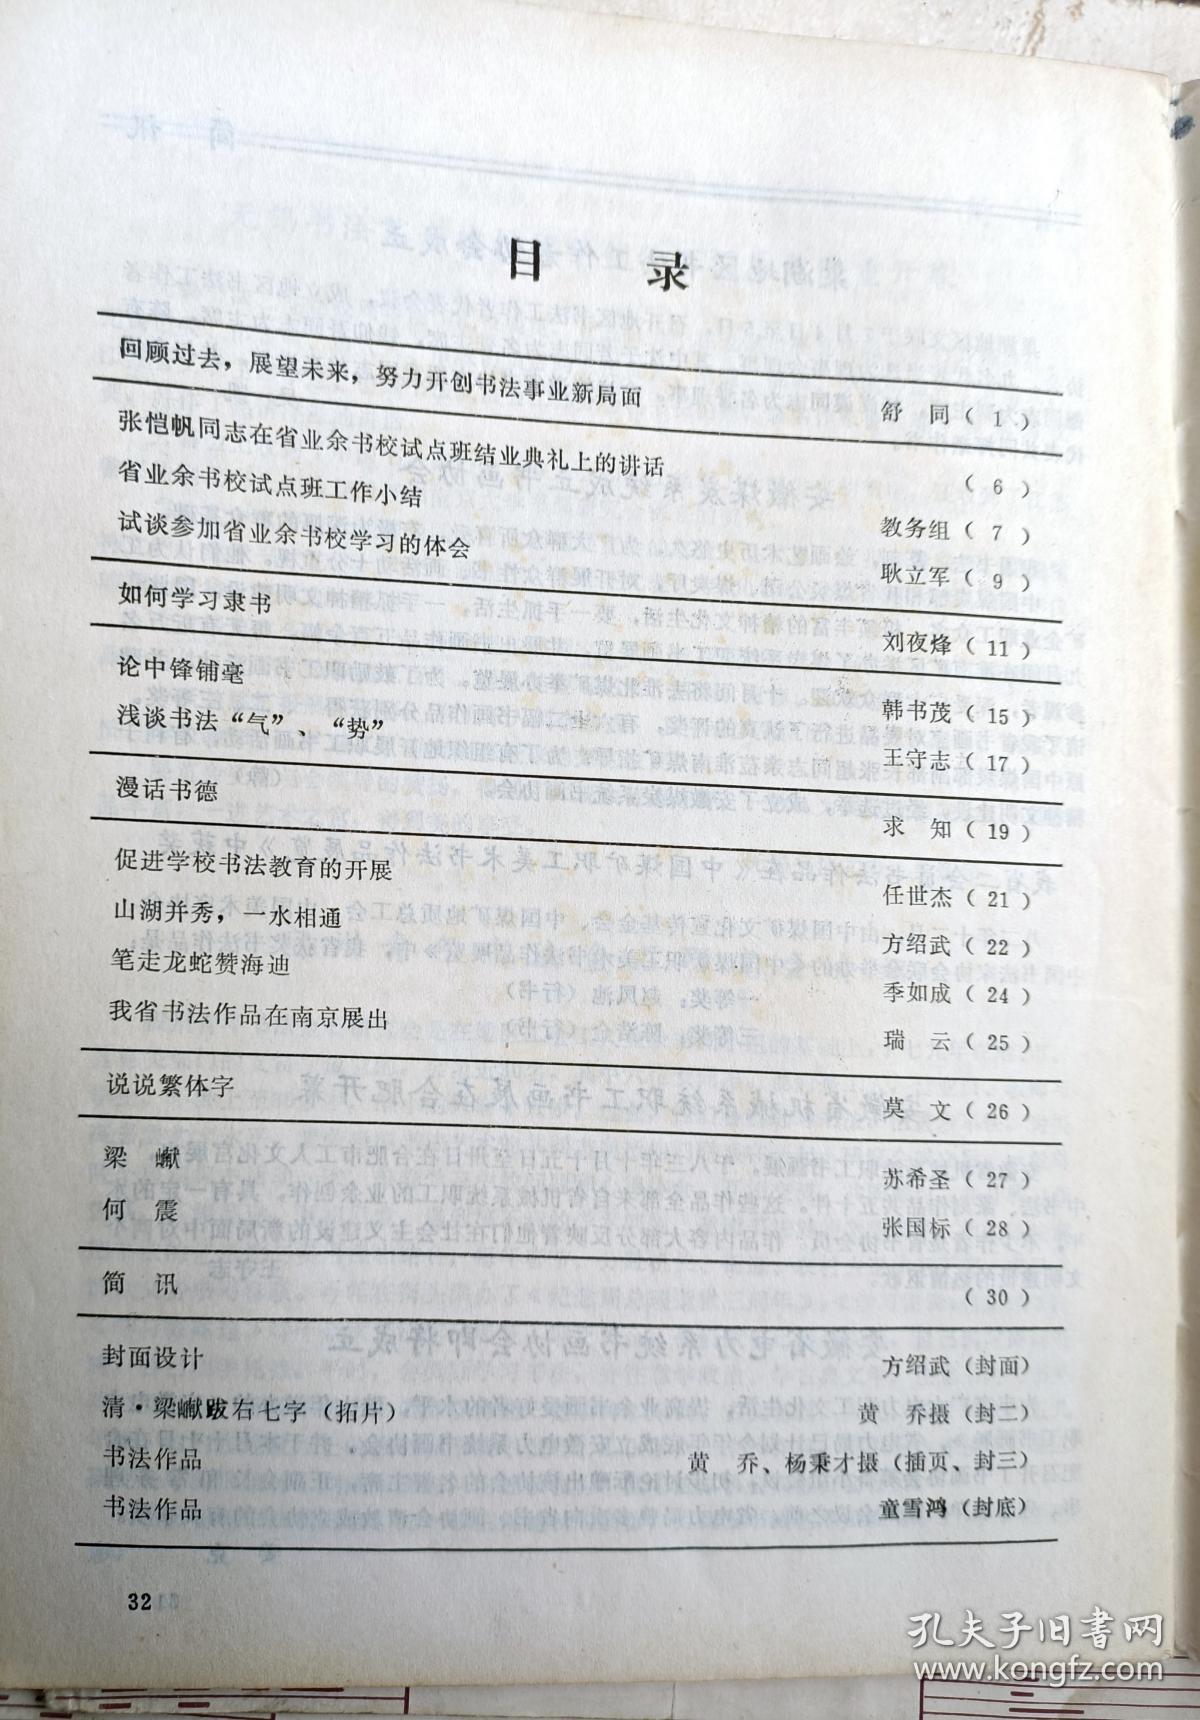 目 录
回顾过去，展望未来，努力开创书法事业新局面 舒 同（1）
张恺帆同志在省业余书校试点班结业典礼上的讲话 （6）
省业余书校试点班工作小结 教务组（7）
试谈参加省业余书校学习的体会 耿立军（9）
如何学习隶书 刘夜烽（11）
论中锋铺毫 韩书茂（15）
浅谈书法“气”、“势” 王守志（17）
漫话书德 求 知（19）
促进学校书法教育的开展 任世杰（21）
山湖并秀，一水相通 方绍武（22）
笔走龙蛇赞海迪 季如成（24）
我省书法作品在南京展出 瑞 云（25）
说说繁体字 莫 文（26）
梁 巘 苏希圣（27）
何 震 张国标（28）
简 讯 （30）
封面设计 方绍武（封面）
清·梁巘跋右七字（拓片） 黄 乔摄（封二）
书法作品 黄 乔、杨秉才摄（插页、封三）
书法作品 童雪鸿（封底）
32
孔夫子旧书网
www.kongfz.com